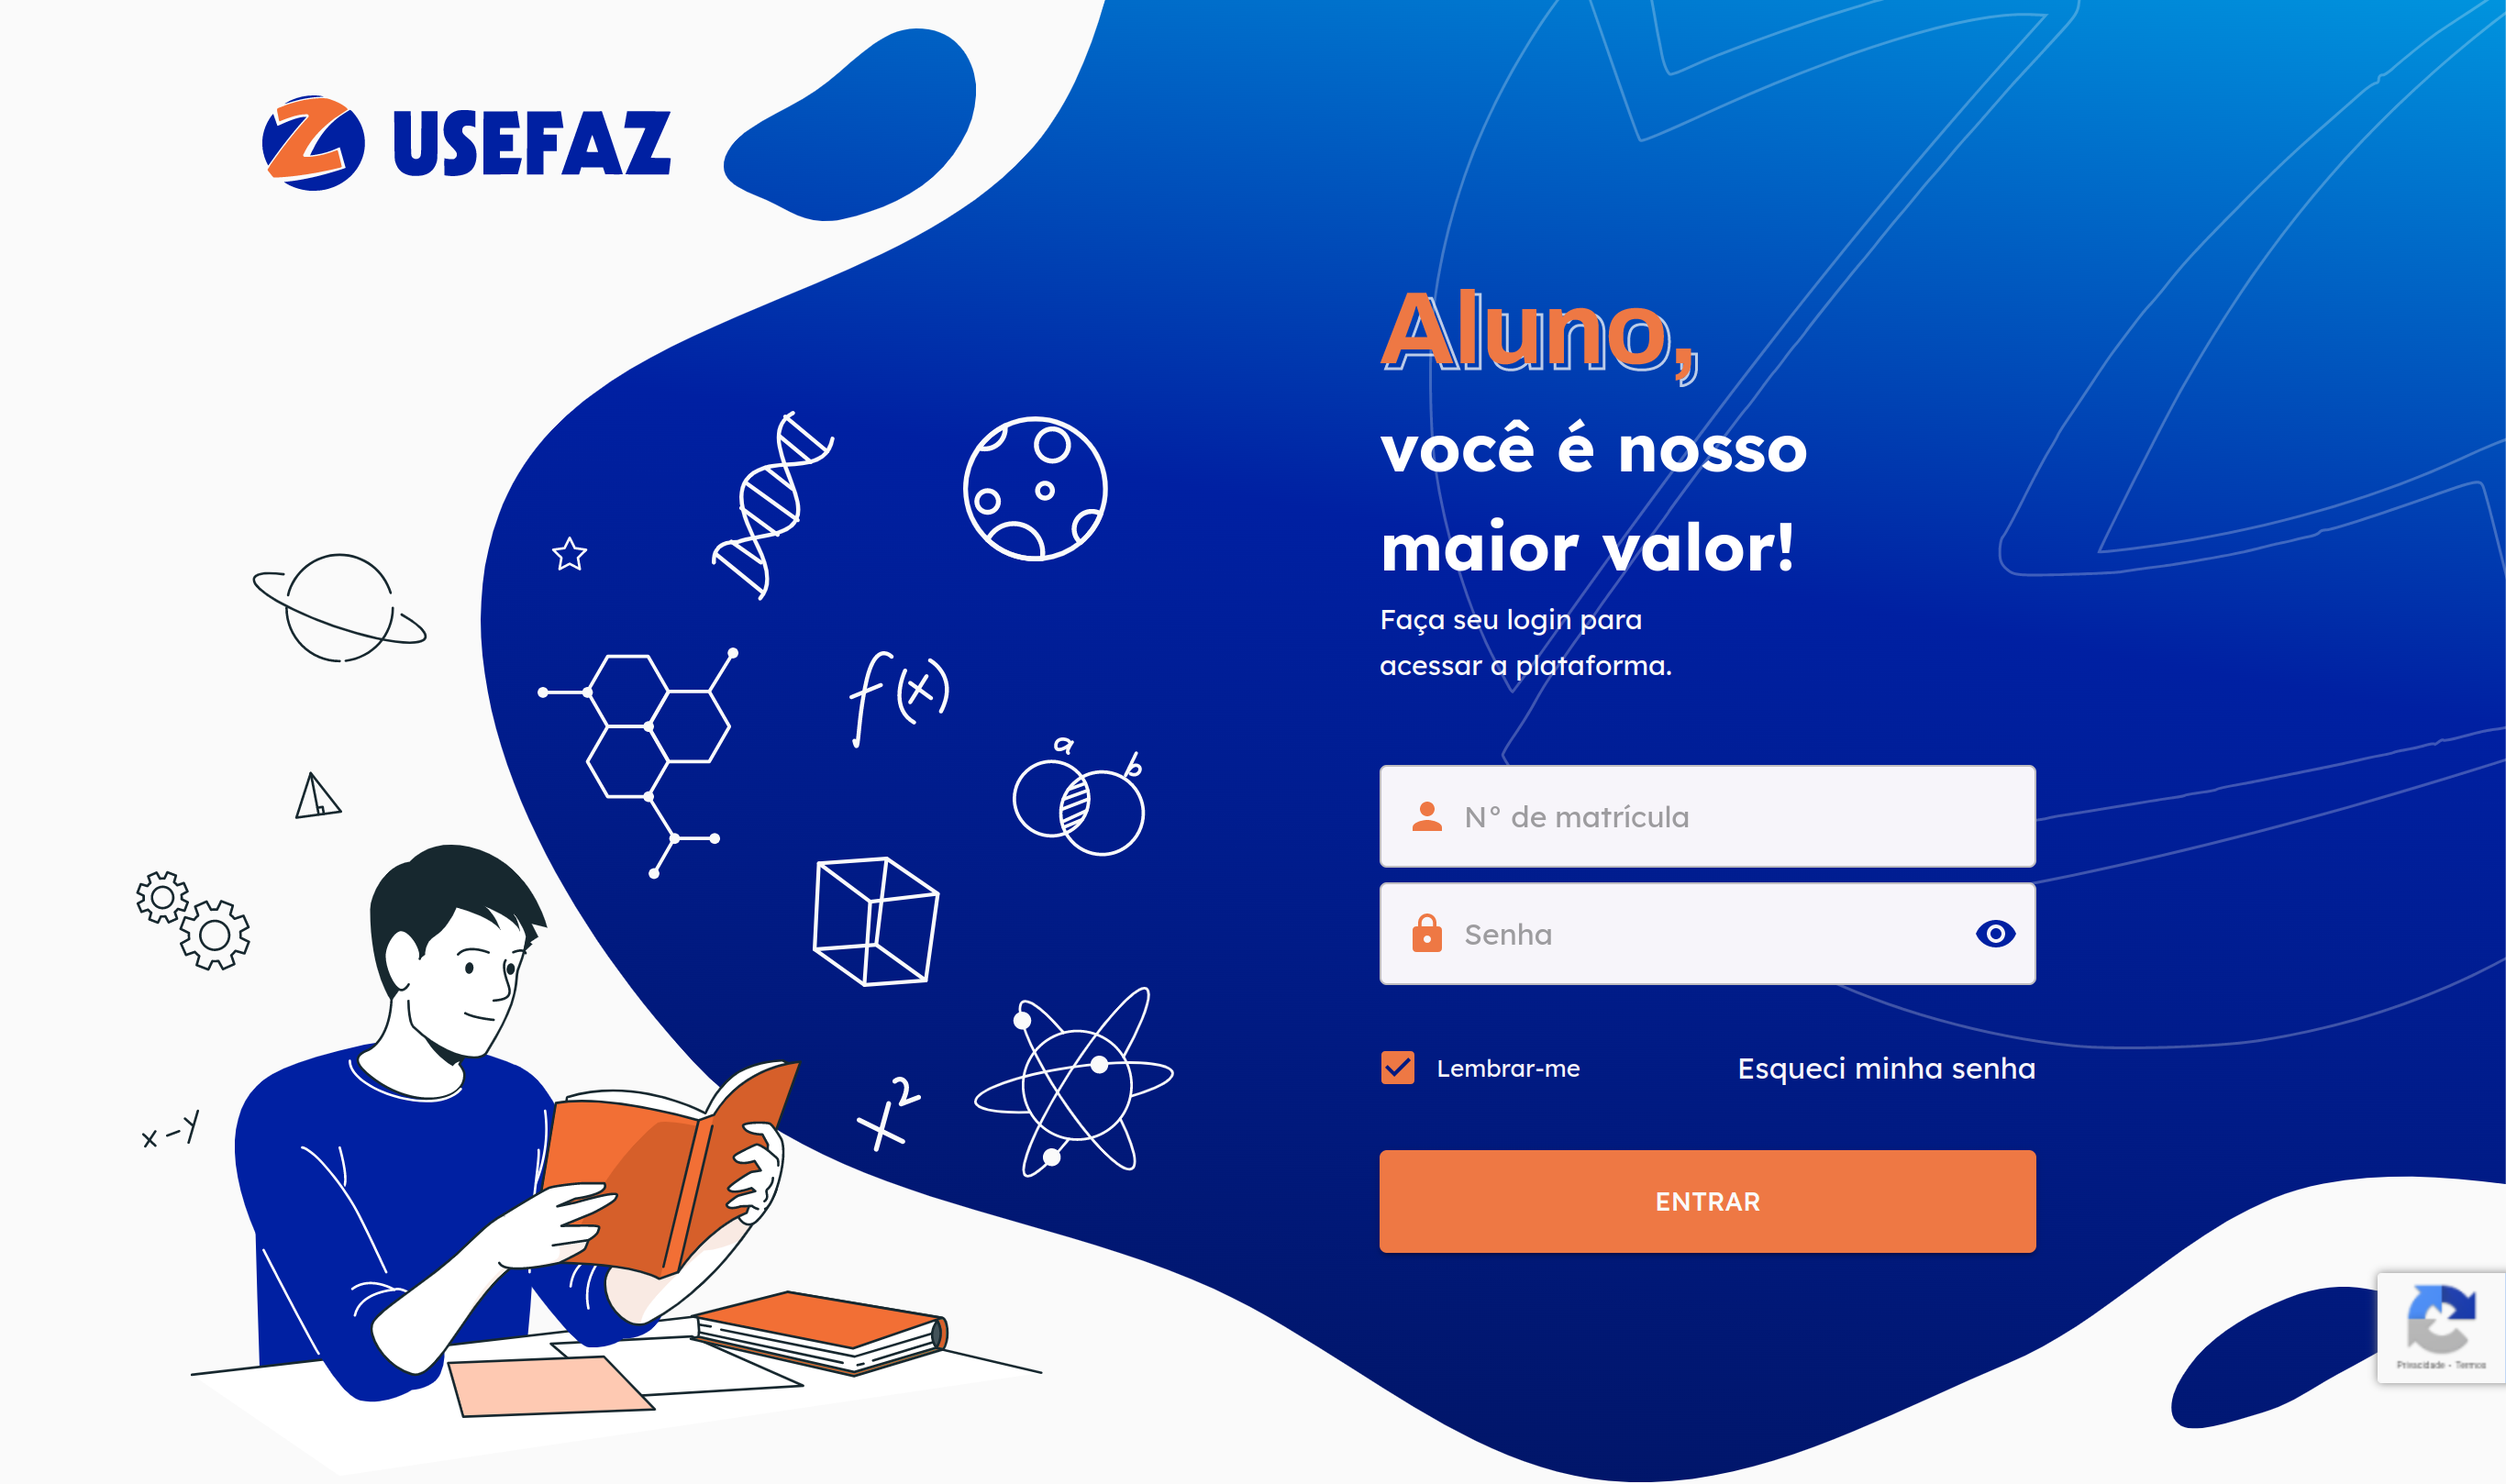 USEFAZ
Aluno,
você é nosso
maior valor!
Faça seu login para
acessar a plataforma.
N° de matrícula
Senha
Lembrar-me
Esqueci minha senha
ENTRAR
f(x)
a
b
x²
x-y
Privacidade - Termos